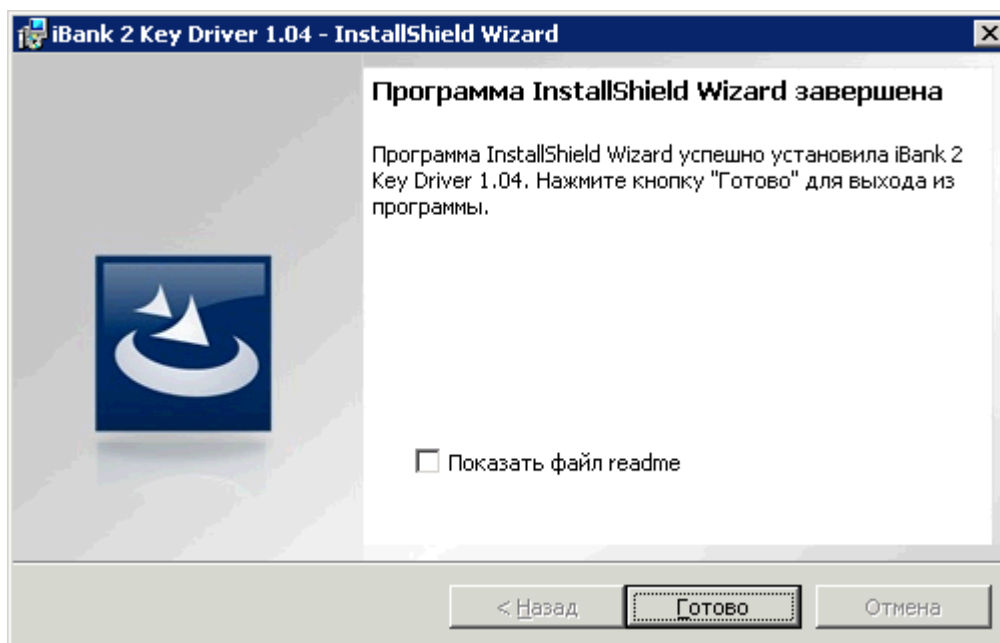 iBank 2 Key Driver 1.04 - InstallShield Wizard
Программа InstallShield Wizard завершена
Программа InstallShield Wizard успешно установила iBank 2
Key Driver 1.04. Нажмите кнопку "Готово" для выхода из
программы.
Показать файл readme
< Назад
Готово
Отмена